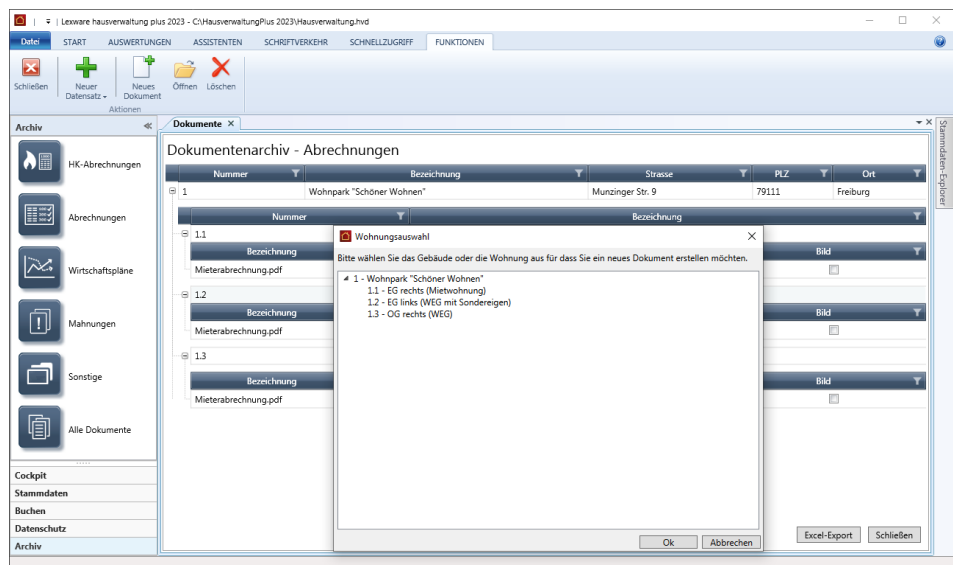 Lexware hausverwaltung plus 2023 - C:\HausverwaltungPlus 2023\Hausverwaltung.hvd
Datei START AUSWERTUNGEN ASSISTENTEN SCHRIFTVERKEHR SCHNELLZUGRIFF FUNKTIONEN
Schließen Neuer Datensatz Neues Dokument Öffnen Löschen
Aktionen
Archiv
HK-Abrechnungen
Abrechnungen
Wirtschaftspläne
Mahnungen
Sonstige
Alle Dokumente
Cockpit
Stammdaten
Buchen
Datenschutz
Archiv
Dokumente
Stammdaten-Explorer
Dokumentenarchiv - Abrechnungen
Nummer Bezeichnung Strasse PLZ Ort
1 Wohnpark "Schöner Wohnen" Munzinger Str. 9 79111 Freiburg
Nummer Bezeichnung
1.1
Bezeichnung Bild
Mieterabrechnung.pdf
1.2
Bezeichnung Bild
Mieterabrechnung.pdf
1.3
Bezeichnung Bild
Mieterabrechnung.pdf
Wohnungsauswahl
Bitte wählen Sie das Gebäude oder die Wohnung aus für dass Sie ein neues Dokument erstellen möchten.
1 - Wohnpark "Schöner Wohnen"
1.1 - EG rechts (Mietwohnung)
1.2 - EG links (WEG mit Sondereigen)
1.3 - OG rechts (WEG)
Ok Abbrechen
Excel-Export Schließen